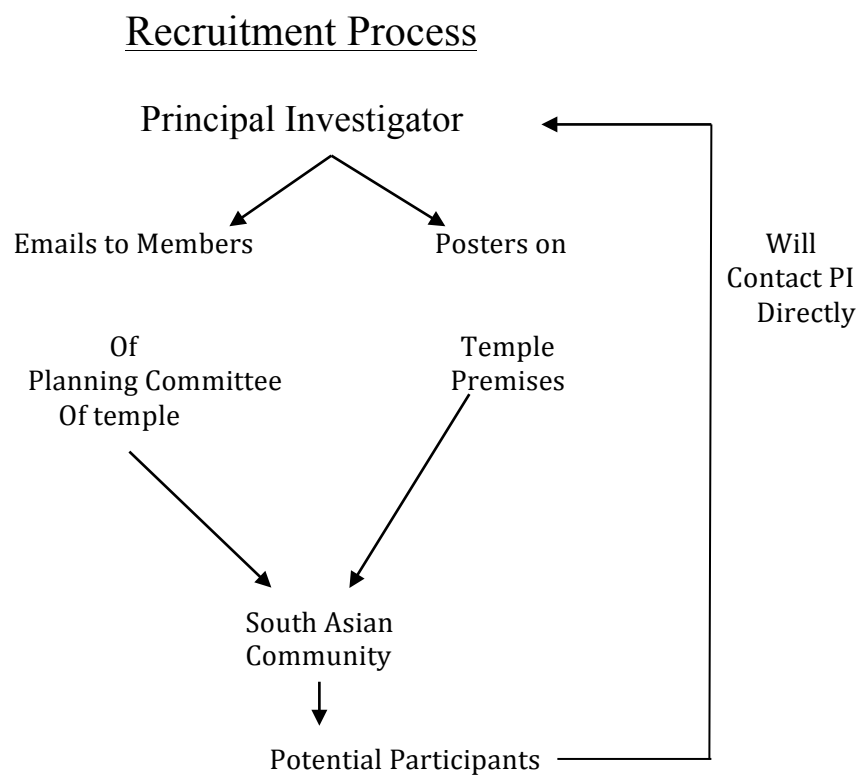 Recruitment Process
Principal Investigator
Emails to Members
Of
Planning Committee
Of temple
Posters on
Temple
Premises
Will
Contact PI
Directly
South Asian
Community
Potential Participants